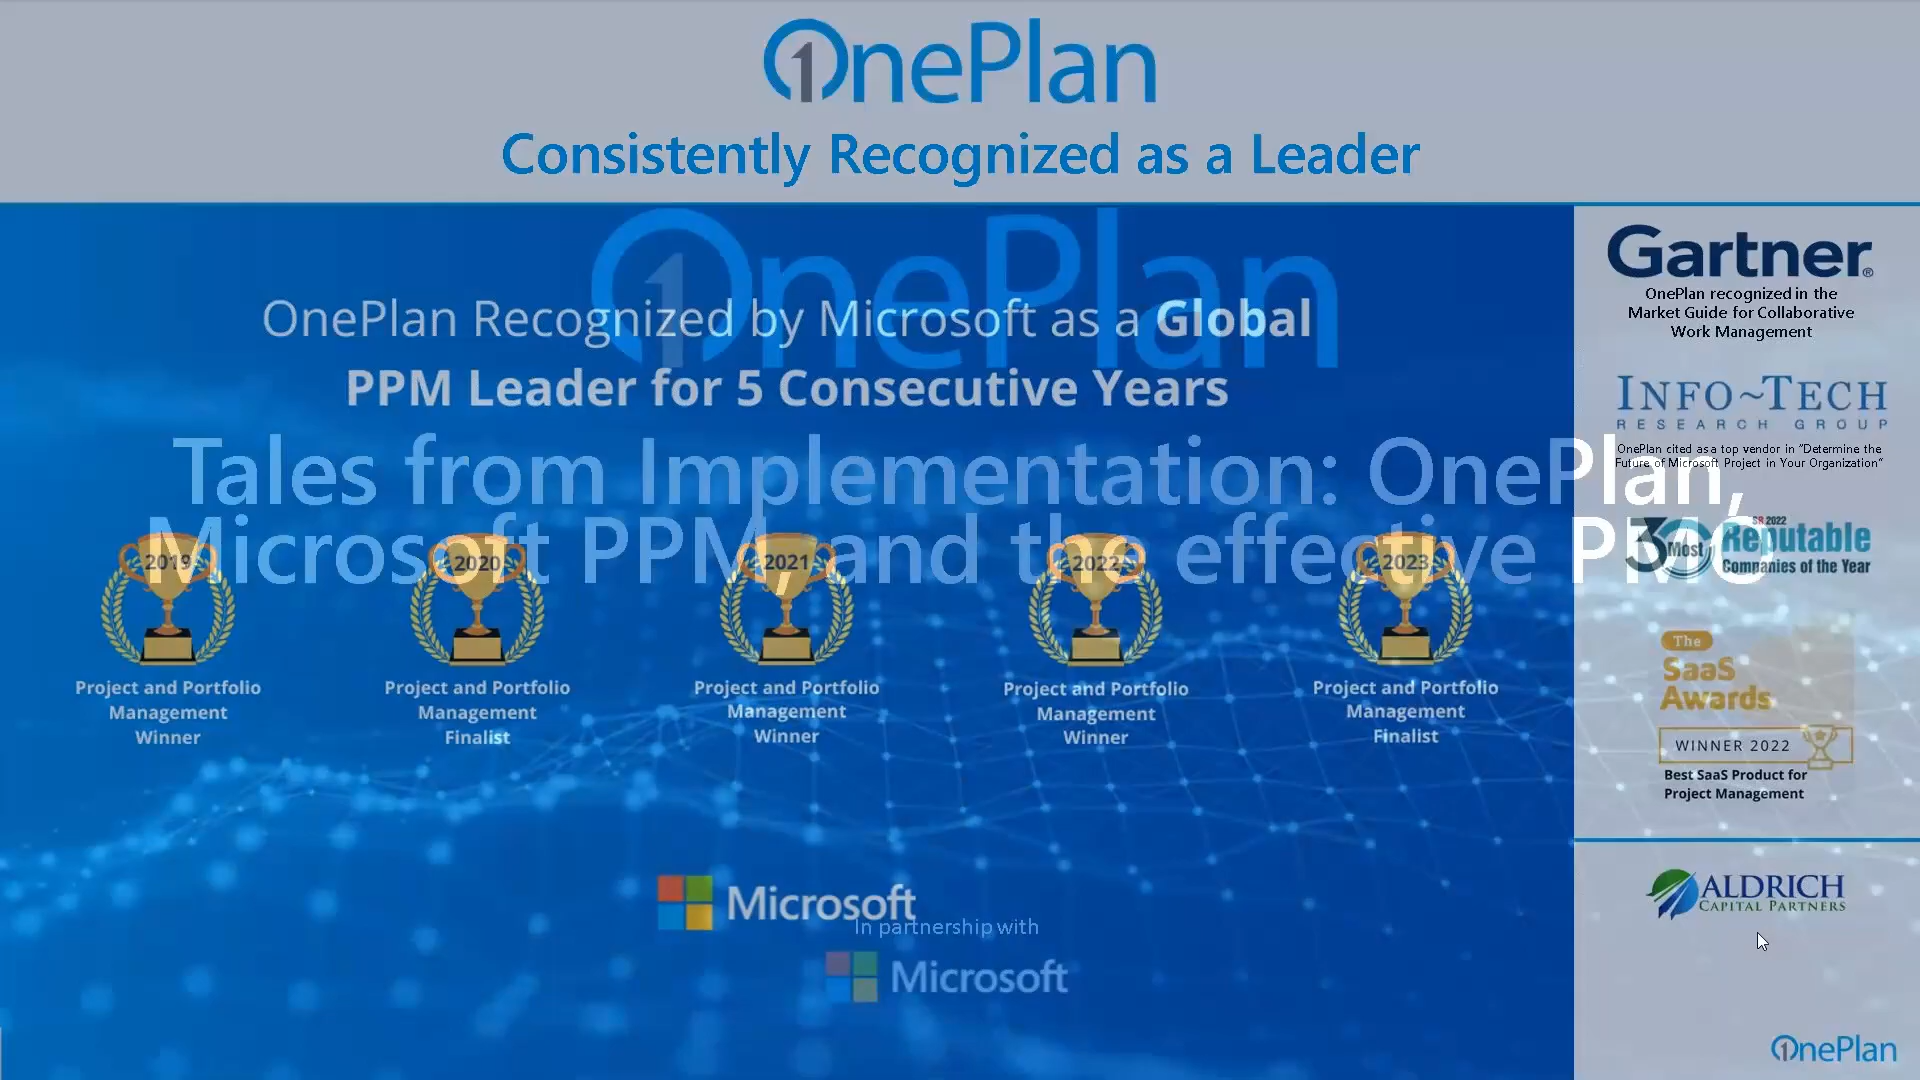 OnePlan
Consistently Recognized as a Leader
OnePlan
OnePlan Recognized by Microsoft as a Global
PPM Leader for 5 Consecutive Years
Tales from Implementation: OnePlan,
Microsoft PPM, and the effective PMO
2019
Project and Portfolio
Management
Winner
2020
Project and Portfolio
Management
Finalist
2021
Project and Portfolio
Management
Winner
2022
Project and Portfolio
Management
Winner
2023
Project and Portfolio
Management
Finalist
Microsoft
In partnership with
Microsoft
Gartner®
OnePlan recognized in the
Market Guide for Collaborative
Work Management
INFO~TECH
RESEARCH GROUP
OnePlan cited as a top vendor in “Determine the
Future of Microsoft Project in Your Organization”
SR 2022
30 Most Reputable
Companies of the Year
The
SaaS
Awards
WINNER 2022
Best SaaS Product for
Project Management
ALDRICH
CAPITAL PARTNERS
OnePlan